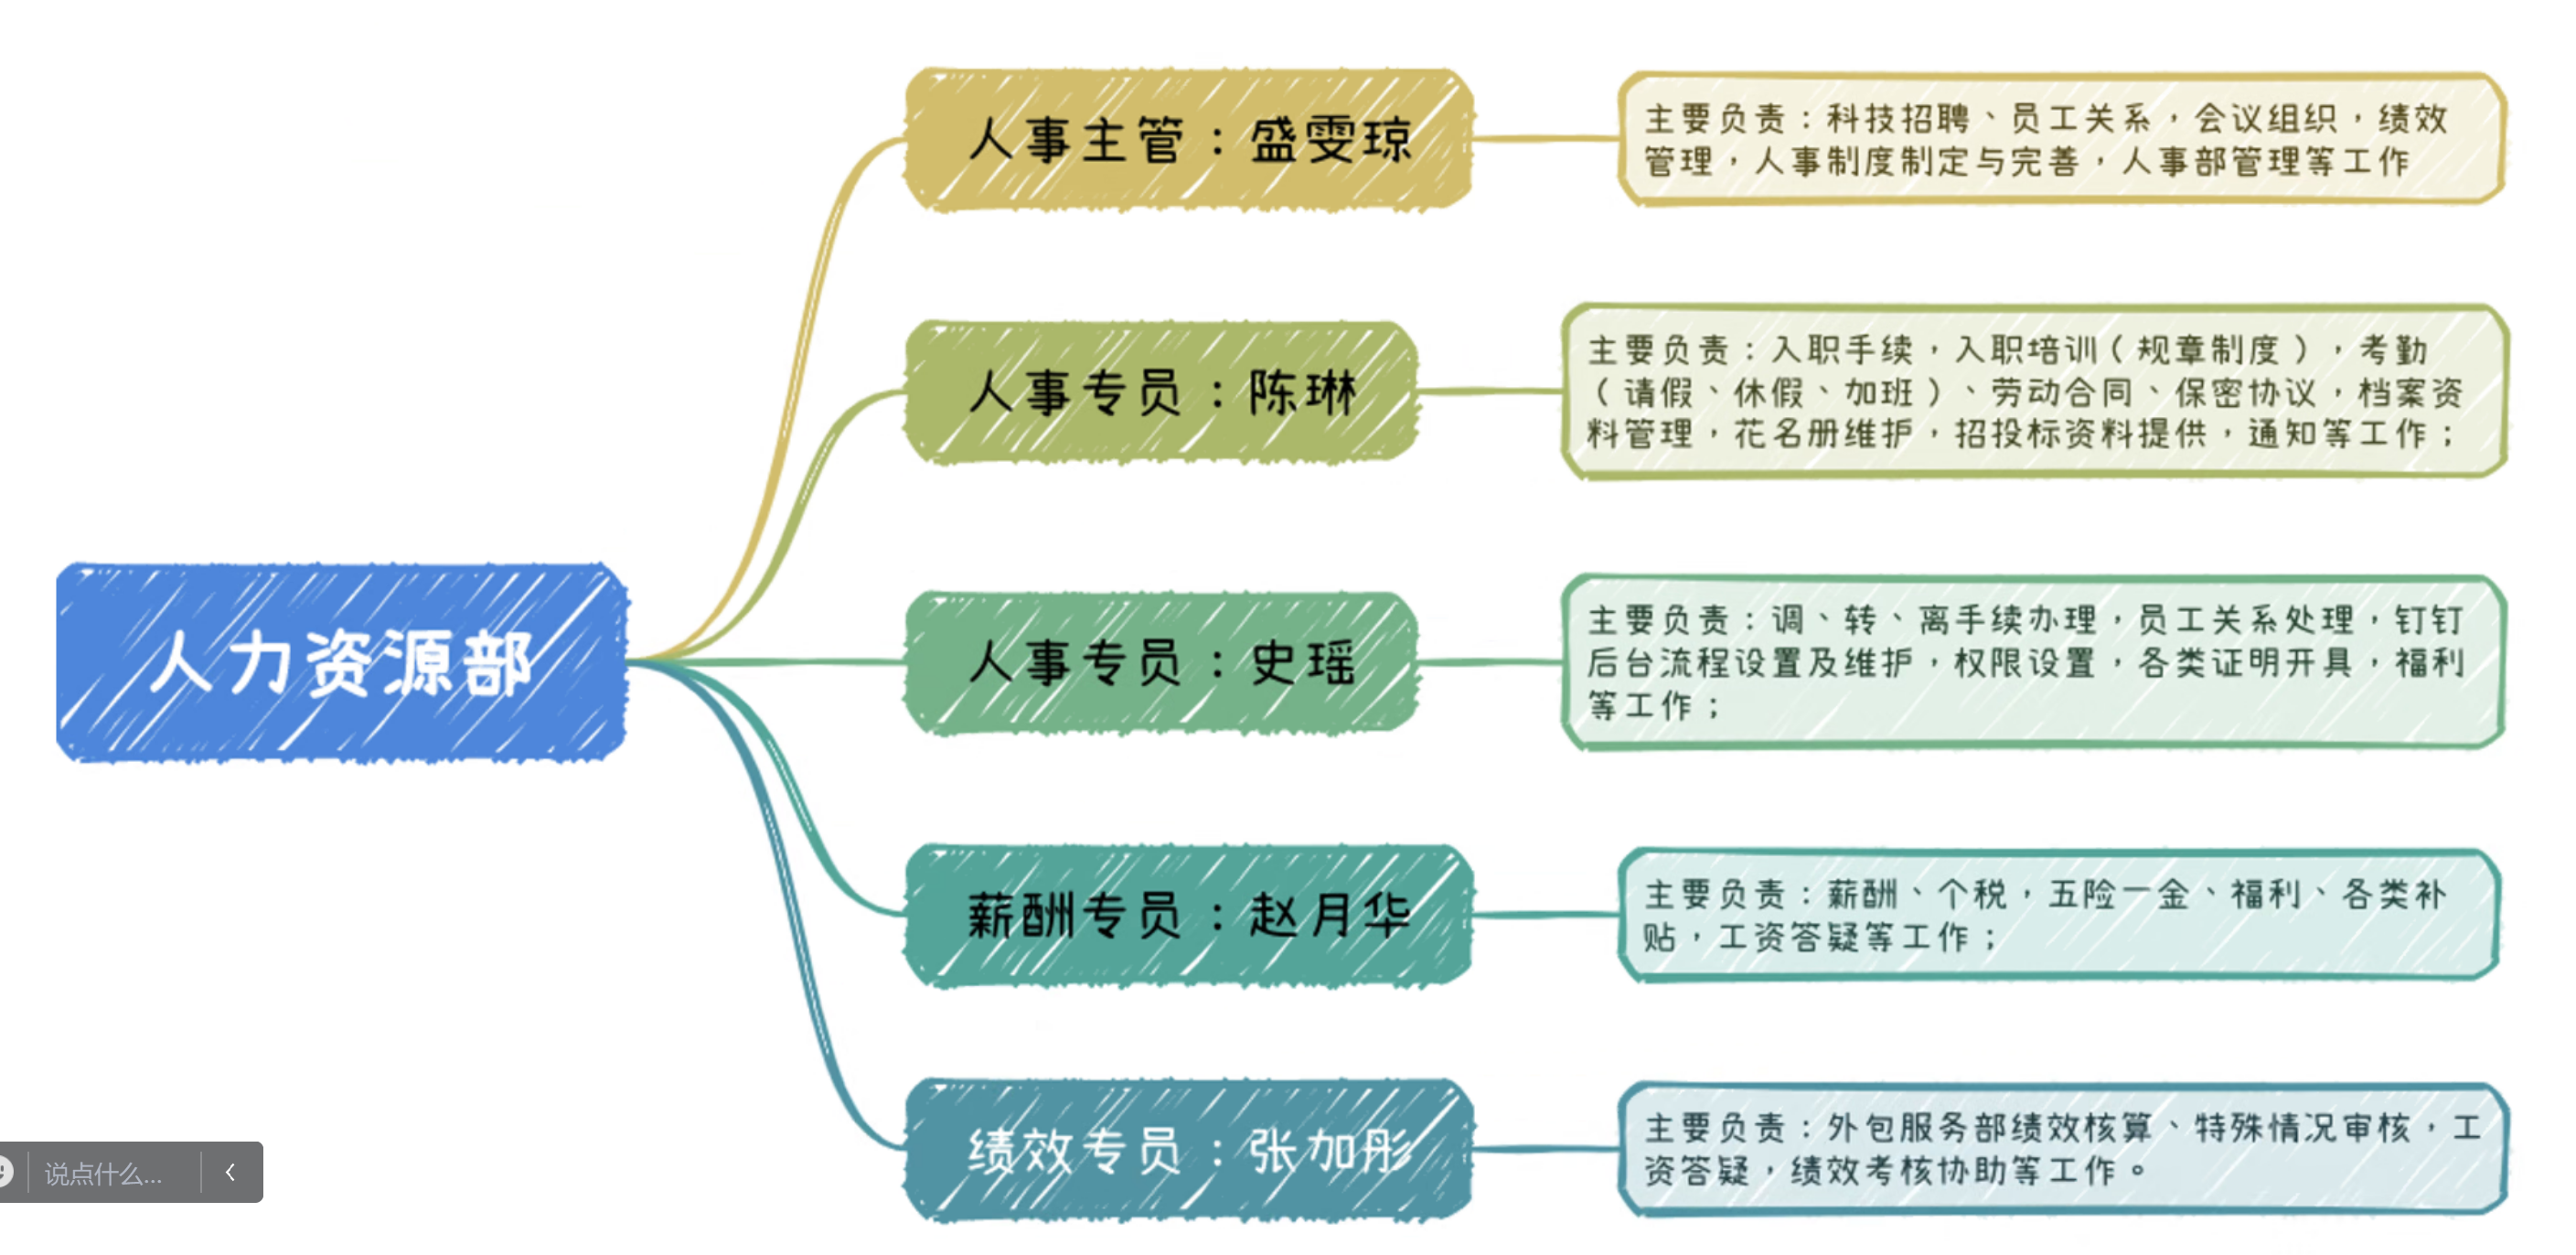 人力资源部
人事主管：盛雯琼
主要负责：科技招聘、员工关系，会议组织，绩效
管理，人事制度制定与完善，人事部管理等工作
人事专员：陈琳
主要负责：入职手续，入职培训（规章制度），考勤
（请假、休假、加班）、劳动合同、保密协议，档案资
料管理，花名册维护，招投标资料提供，通知等工作；
人事专员：史瑶
主要负责：调、转、离手续办理，员工关系处理，钉钉
后台流程设置及维护，权限设置，各类证明开具，福利
等工作；
薪酬专员：赵月华
主要负责：薪酬、个税，五险一金、福利、各类补
贴，工资答疑等工作；
绩效专员：张加彤
主要负责：外包服务部绩效核算、特殊情况审核，工
资答疑，绩效考核协助等工作。
说点什么...